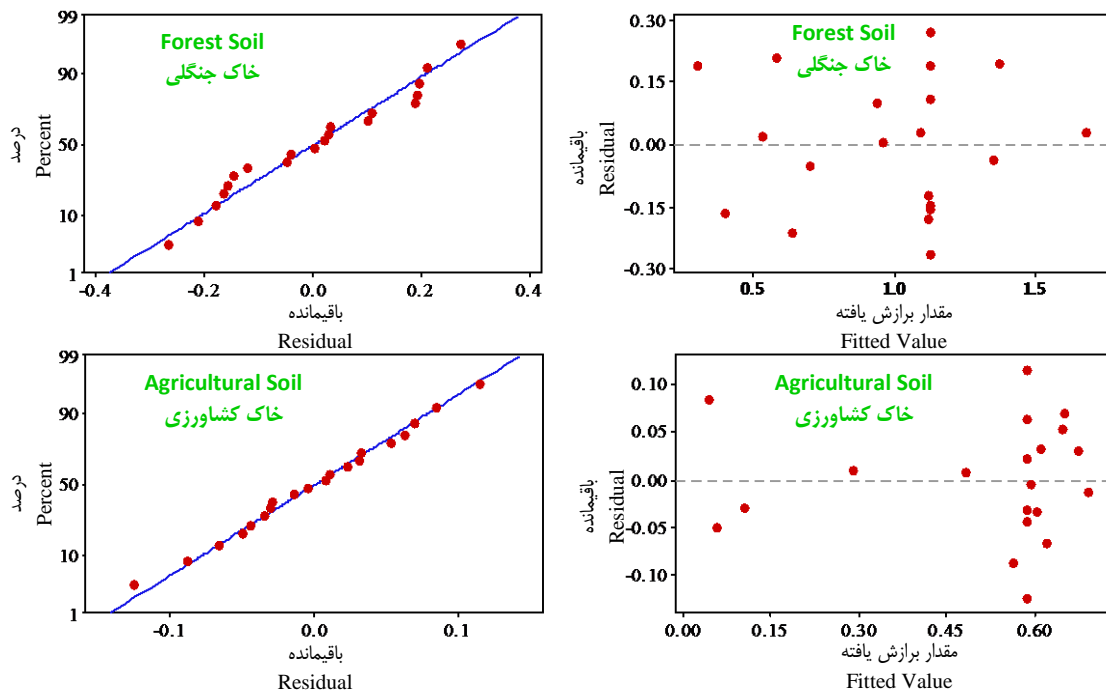 99
90
50
10
1
درصد
Percent
Forest Soil
خاک جنگلی
-0.4
-0.2
0.0
0.2
0.4
باقیمانده
Residual
0.30
0.15
0.00
-0.15
-0.30
باقیمانده
Residual
Forest Soil
خاک جنگلی
0.5
1.0
1.5
مقدار برازش یافته
Fitted Value
99
90
50
10
1
درصد
Percent
Agricultural Soil
خاک کشاورزی
-0.1
0.0
0.1
باقیمانده
Residual
0.10
0.05
0.00
-0.05
-0.10
باقیمانده
Residual
Agricultural Soil
خاک کشاورزی
0.00
0.15
0.30
0.45
0.60
مقدار برازش یافته
Fitted Value